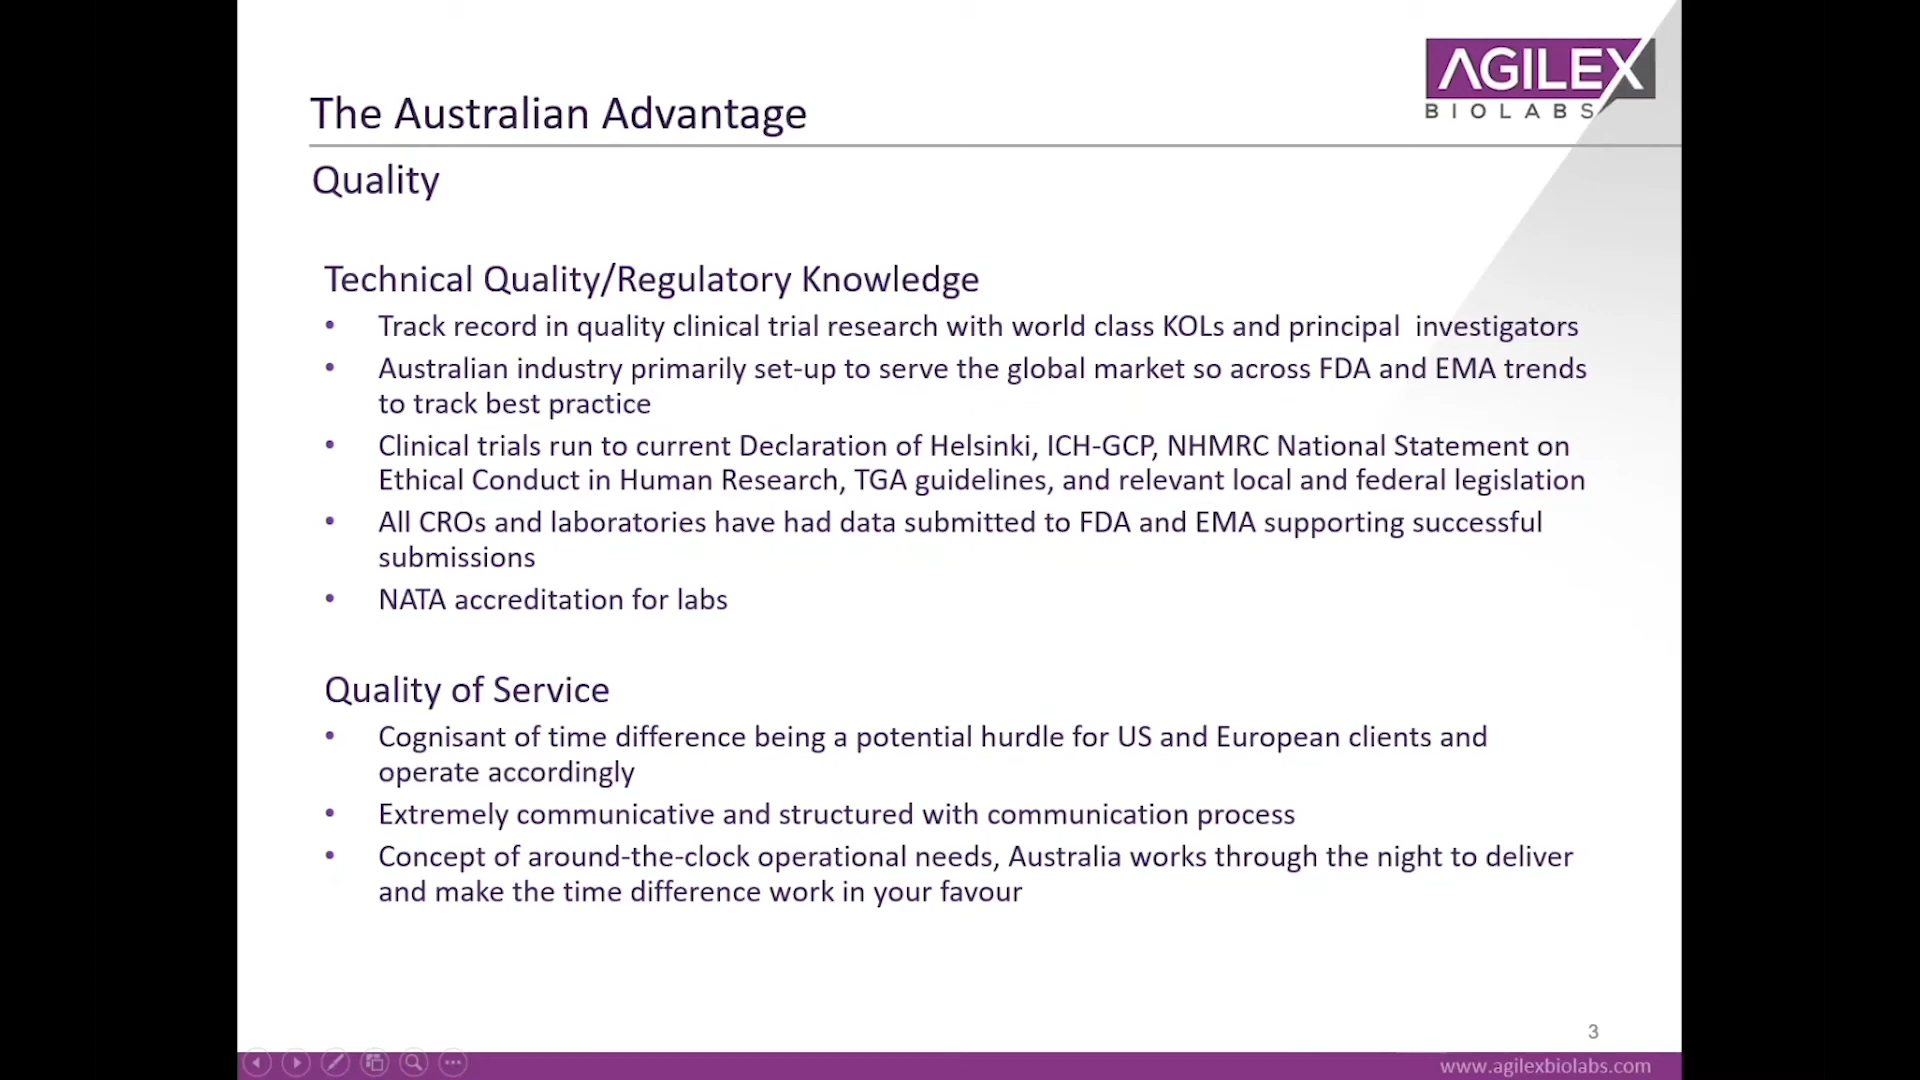 AGILEX
BIOLABS
The Australian Advantage
Quality
Technical Quality/Regulatory Knowledge
• Track record in quality clinical trial research with world class KOLs and principal  investigators
• Australian industry primarily set-up to serve the global market so across FDA and EMA trends
to track best practice
• Clinical trials run to current Declaration of Helsinki, ICH-GCP, NHMRC National Statement on
Ethical Conduct in Human Research, TGA guidelines, and relevant local and federal legislation
• All CROs and laboratories have had data submitted to FDA and EMA supporting successful
submissions
• NATA accreditation for labs
Quality of Service
• Cognisant of time difference being a potential hurdle for US and European clients and
operate accordingly
• Extremely communicative and structured with communication process
• Concept of around-the-clock operational needs, Australia works through the night to deliver
and make the time difference work in your favour
3
www.agilexbiolabs.com